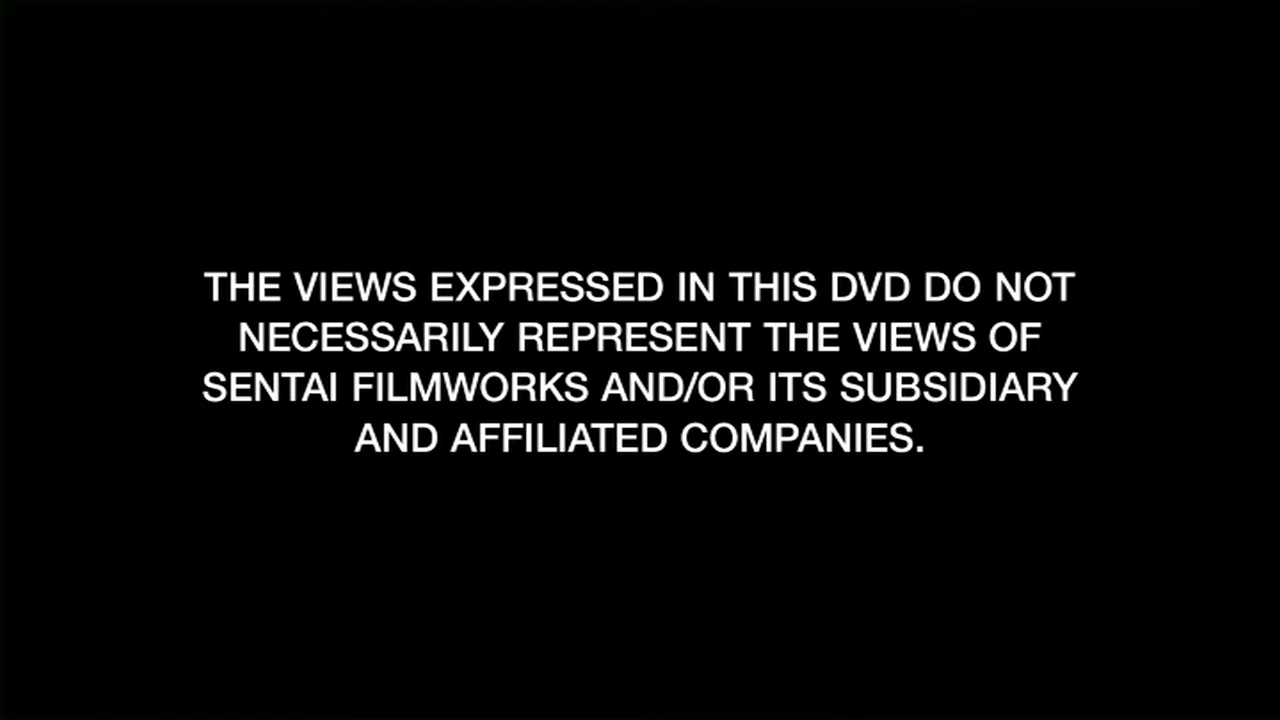 THE VIEWS EXPRESSED IN THIS DVD DO NOT
NECESSARILY REPRESENT THE VIEWS OF
SENTAI FILMWORKS AND/OR ITS SUBSIDIARY
AND AFFILIATED COMPANIES.